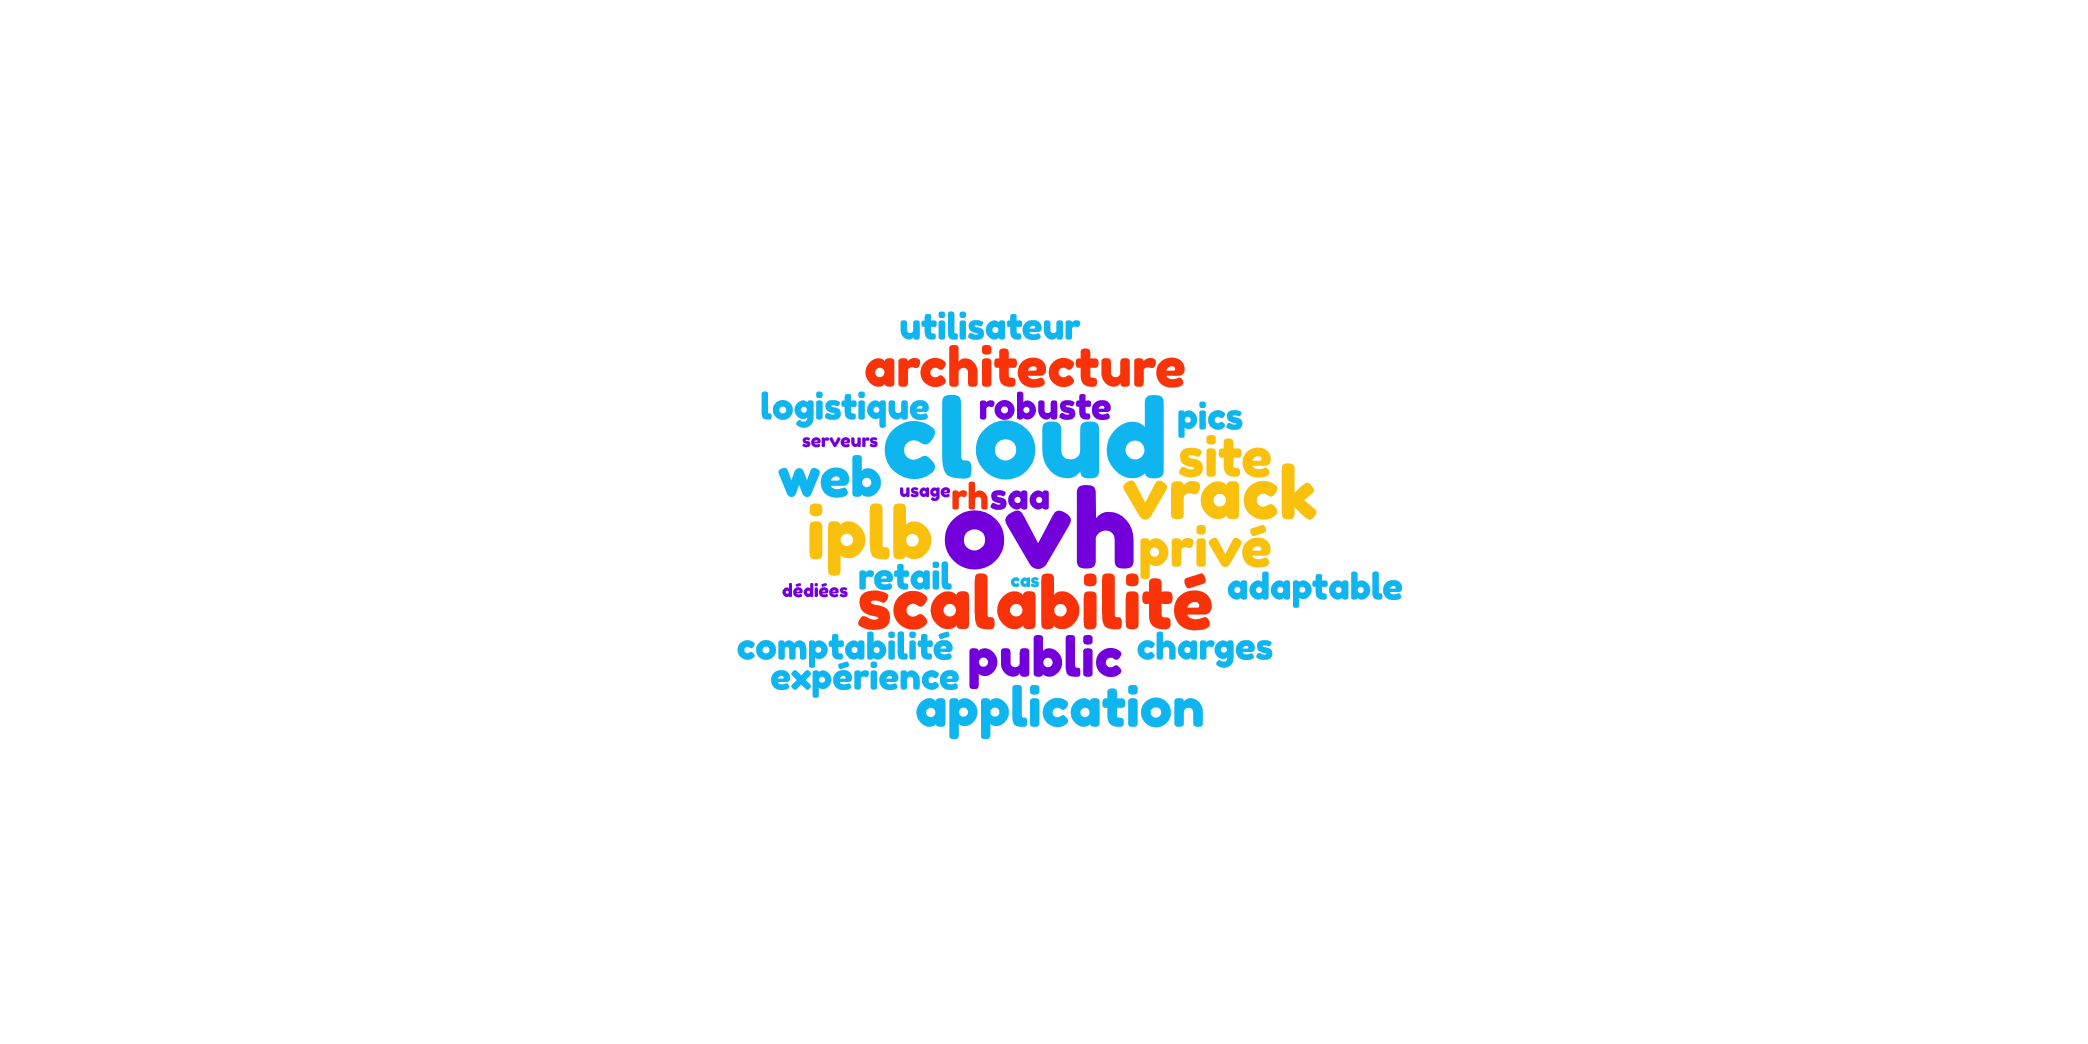 utilisateur
architecture
logistique robuste pics
cloud
serveurs site
web usage rh saa vrack
iplb ovh privé
retail cas adaptable
dédiées scalabilité
comptabilité public charges
expérience
application